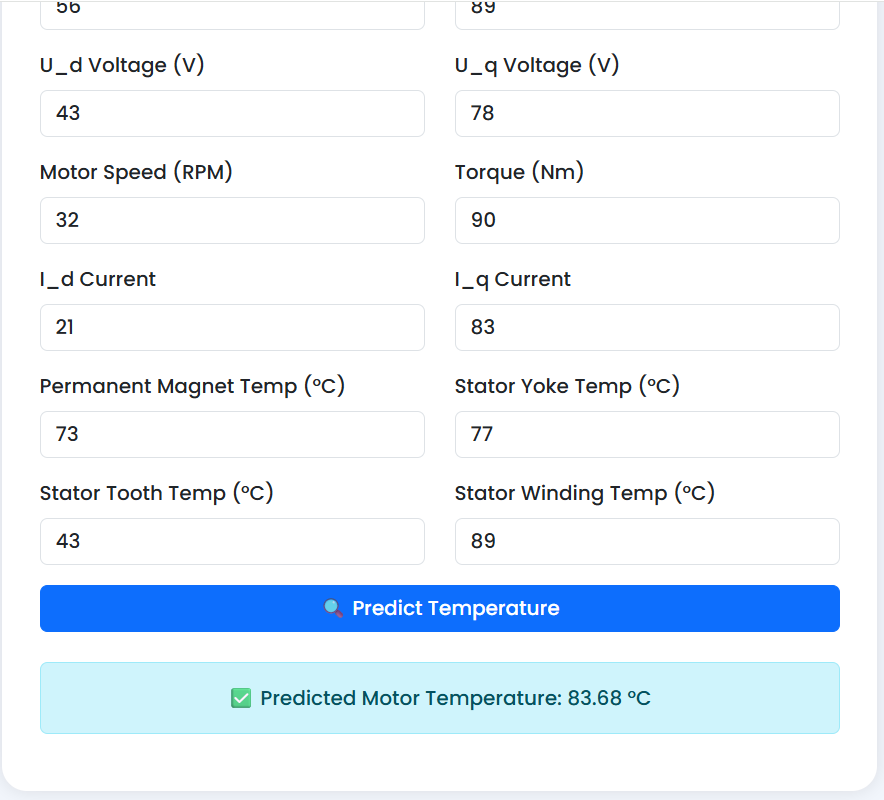 56 89
U_d Voltage (V) U_q Voltage (V)
43 78
Motor Speed (RPM) Torque (Nm)
32 90
I_d Current I_q Current
21 83
Permanent Magnet Temp (°C) Stator Yoke Temp (°C)
73 77
Stator Tooth Temp (°C) Stator Winding Temp (°C)
43 89
🔍 Predict Temperature
✅ Predicted Motor Temperature: 83.68 °C